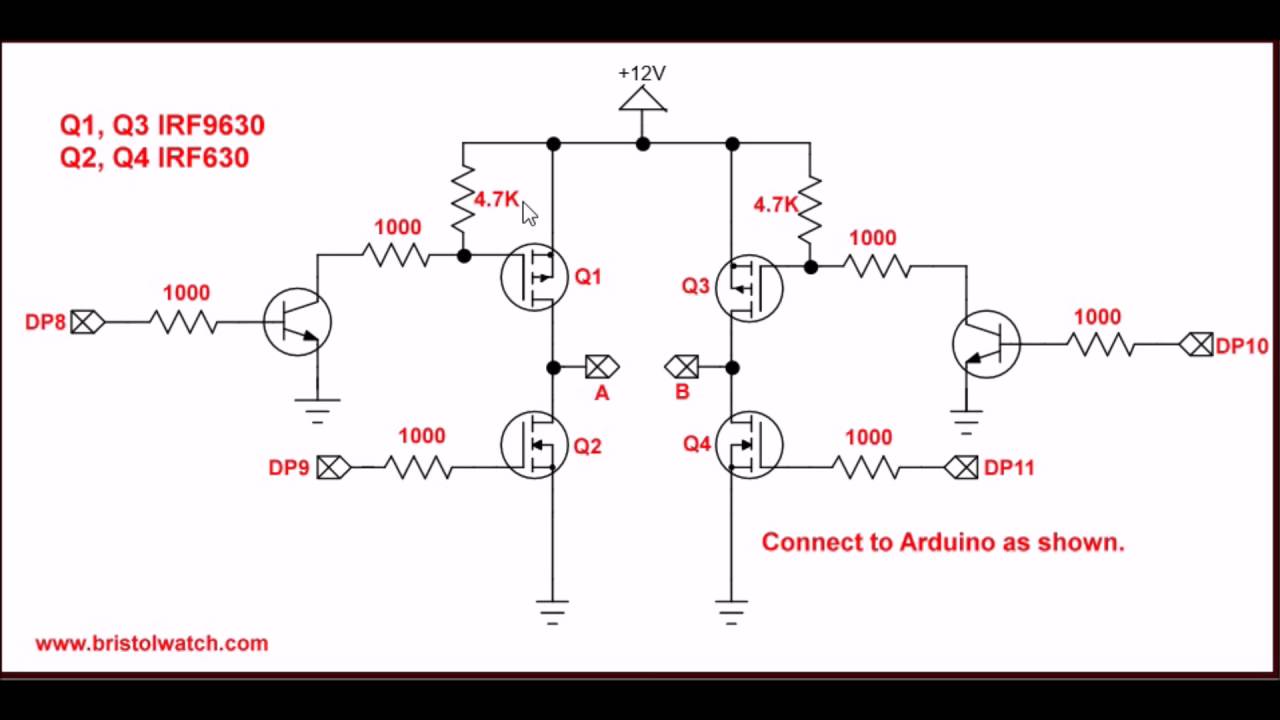 +12V
Q1, Q3 IRF9630
Q2, Q4 IRF630
4.7K
4.7K
1000
1000
Q1
Q3
1000
1000
DP8
DP10
A
B
1000
1000
Q2
Q4
DP9
DP11
Connect to Arduino as shown.
www.bristolwatch.com